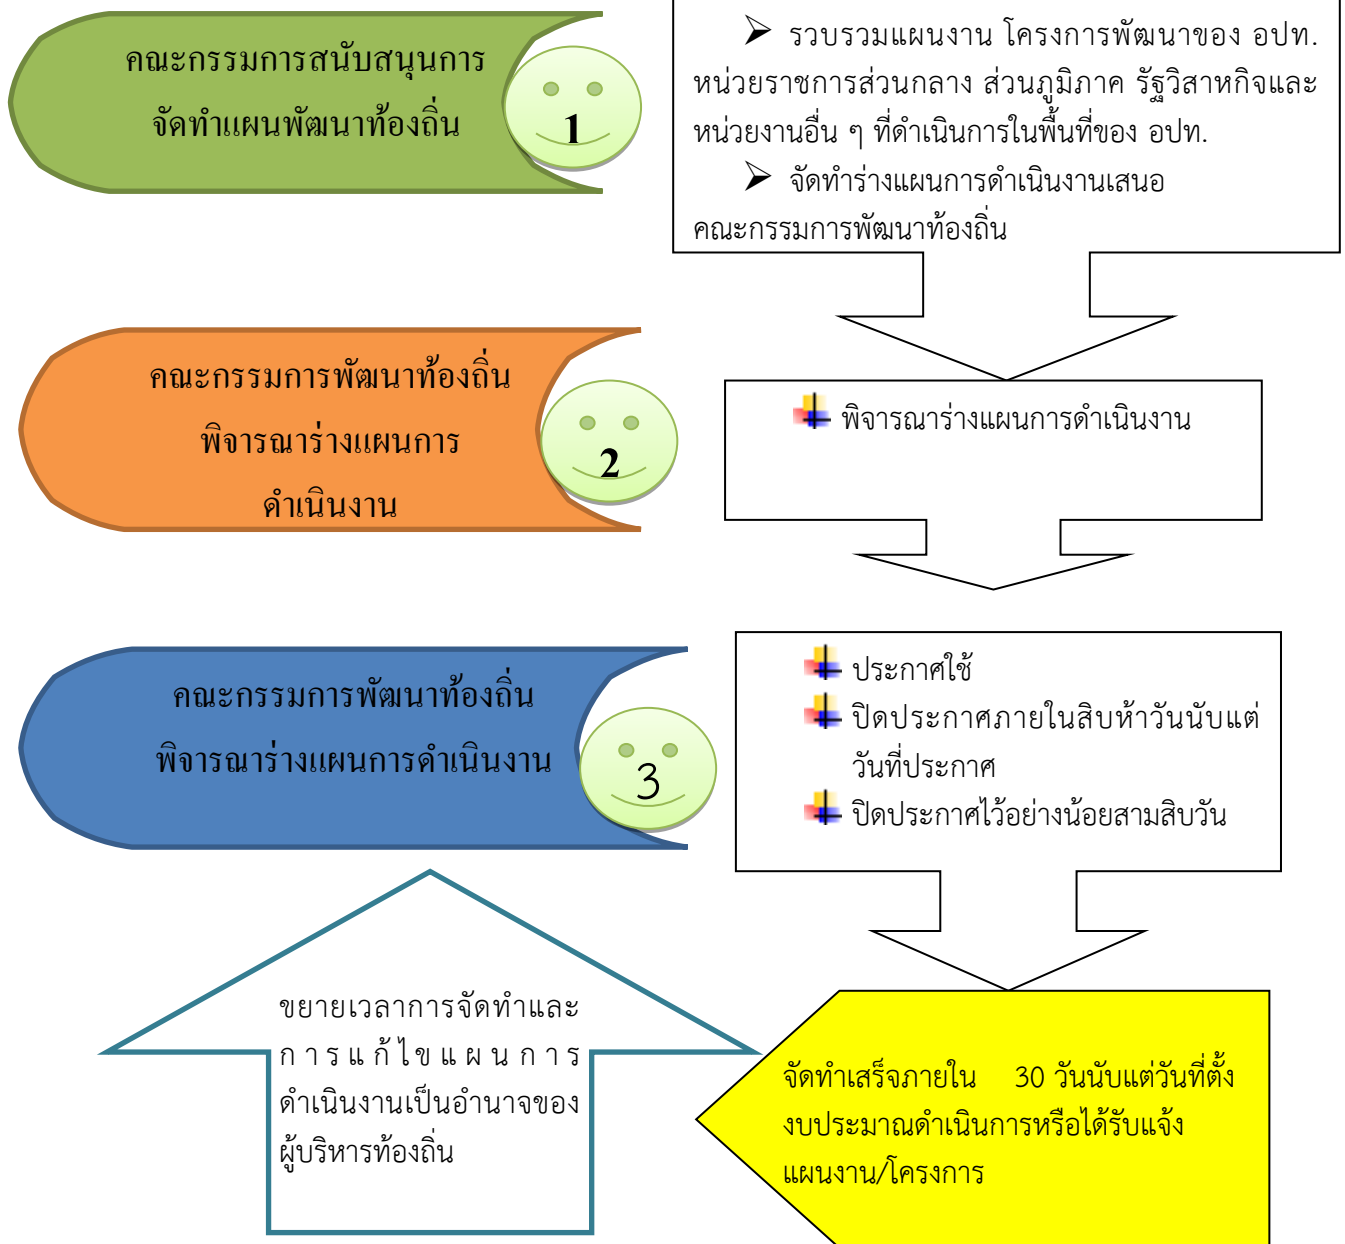 คณะกรรมการสนับสนุนการ
จัดทำแผนพัฒนาท้องถิ่น
1
รวบรวมแผนงาน โครงการพัฒนาของ อปท.
หน่วยราชการส่วนกลาง ส่วนภูมิภาค รัฐวิสาหกิจและ
หน่วยงานอื่น ๆ ที่ดำเนินการในพื้นที่ของ อปท.
จัดทำร่างแผนการดำเนินงานเสนอ
คณะกรรมการพัฒนาท้องถิ่น
คณะกรรมการพัฒนาท้องถิ่น
พิจารณาร่างแผนการ
ดำเนินงาน
2
พิจารณาร่างแผนการดำเนินงาน
คณะกรรมการพัฒนาท้องถิ่น
พิจารณาร่างแผนการดำเนินงาน
3
ประกาศใช้
ปิดประกาศภายในสิบห้าวันนับแต่
วันที่ประกาศ
ปิดประกาศไว้อย่างน้อยสามสิบวัน
ขยายเวลาการจัดทำและ
การแก้ไขแผนการ
ดำเนินงานเป็นอำนาจของ
ผู้บริหารท้องถิ่น
จัดทำเสร็จภายใน 30 วันนับแต่วันที่ตั้ง
งบประมาณดำเนินการหรือได้รับแจ้ง
แผนงาน/โครงการ